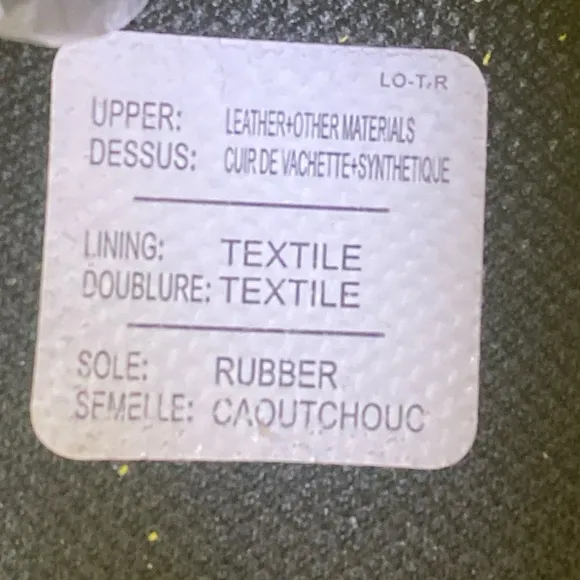 LO-T/R
UPPER: LEATHER+OTHER MATERIALS
DESSUS: CUIR DE VACHETTE+SYNTHETIQUE
LINING: TEXTILE
DOUBLURE: TEXTILE
SOLE: RUBBER
SEMELLE: CAOUTCHOUC